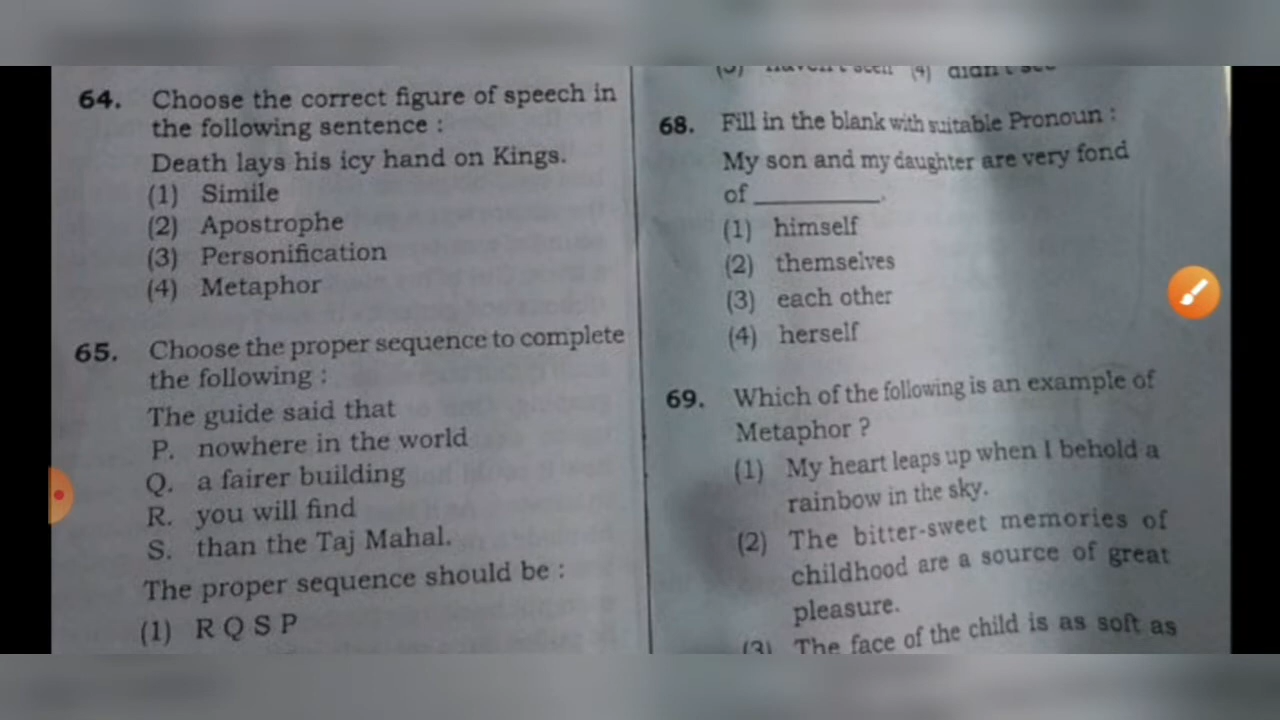 64. Choose the correct figure of speech in
the following sentence :
Death lays his icy hand on Kings.
(1) Simile
(2) Apostrophe
(3) Personification
(4) Metaphor
65. Choose the proper sequence to complete
the following :
The guide said that
P. nowhere in the world
Q. a fairer building
R. you will find
S. than the Taj Mahal.
The proper sequence should be :
(1) R Q S P
68. Fill in the blank with suitable Pronoun :
My son and my daughter are very fond
of ________.
(1) himself
(2) themselves
(3) each other
(4) herself
69. Which of the following is an example of
Metaphor ?
(1) My heart leaps up when I behold a
rainbow in the sky.
(2) The bitter-sweet memories of
childhood are a source of great
pleasure.
(3) The face of the child is as soft as